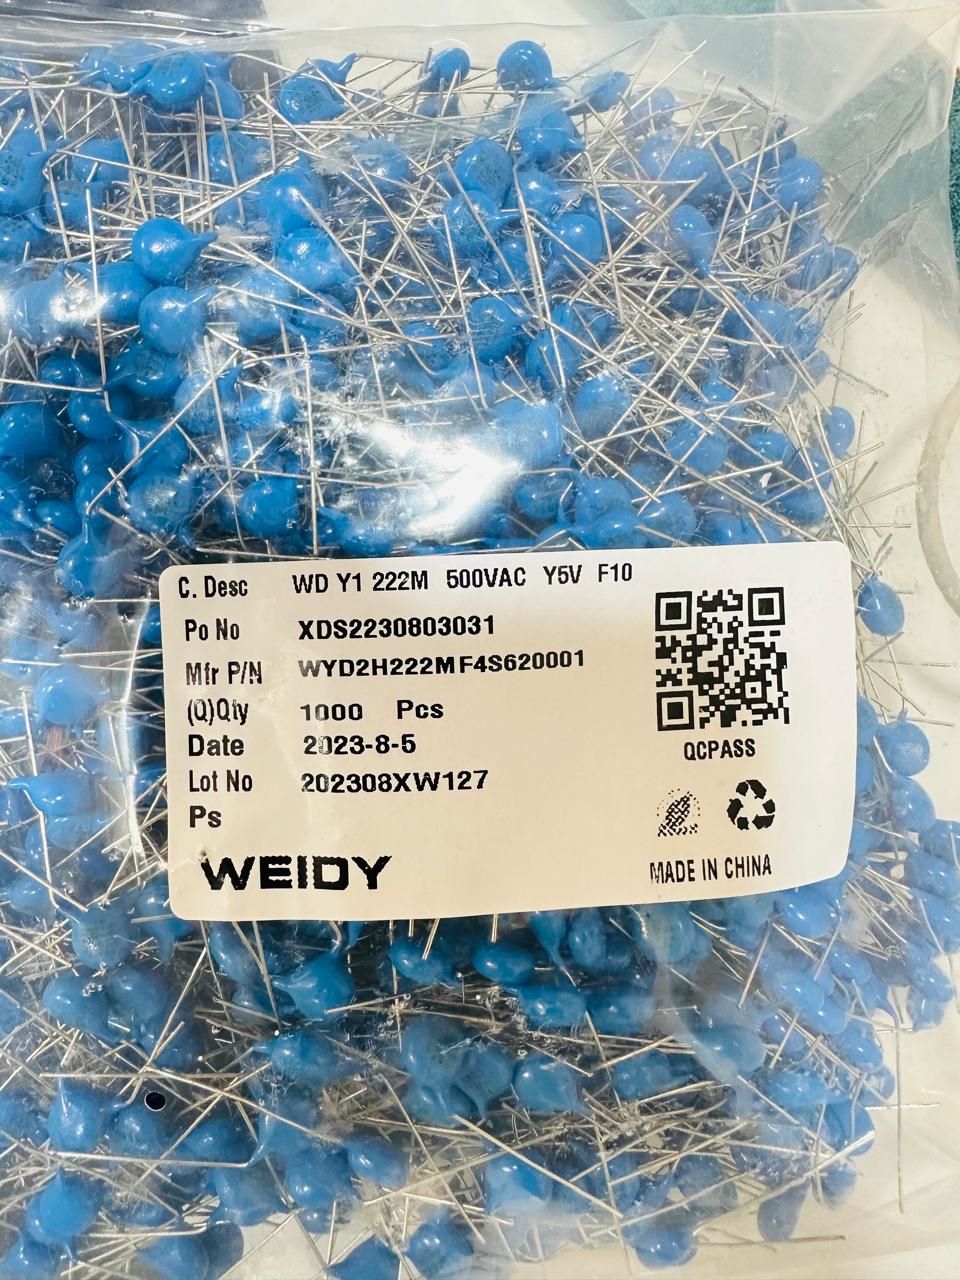 C. Desc WD Y1 222M 500VAC Y5V F10
Po No XDS2230803031
Mfr P/N WYD2H222MF4S620001
(Q)Qty 1000 Pcs
Date 2023-8-5
Lot No 202308XW127
Ps
QCPASS
WEIDY
MADE IN CHINA